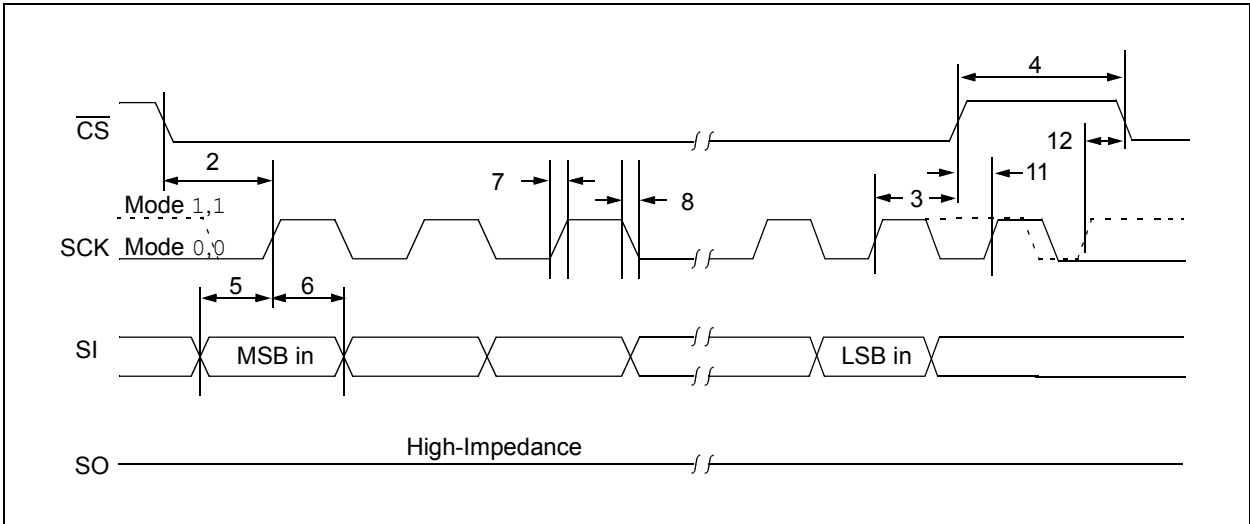 4
CS
12
2
7
8
3
11
Mode 1,1
SCK Mode 0,0
5
6
SI
MSB in
LSB in
High-Impedance
SO